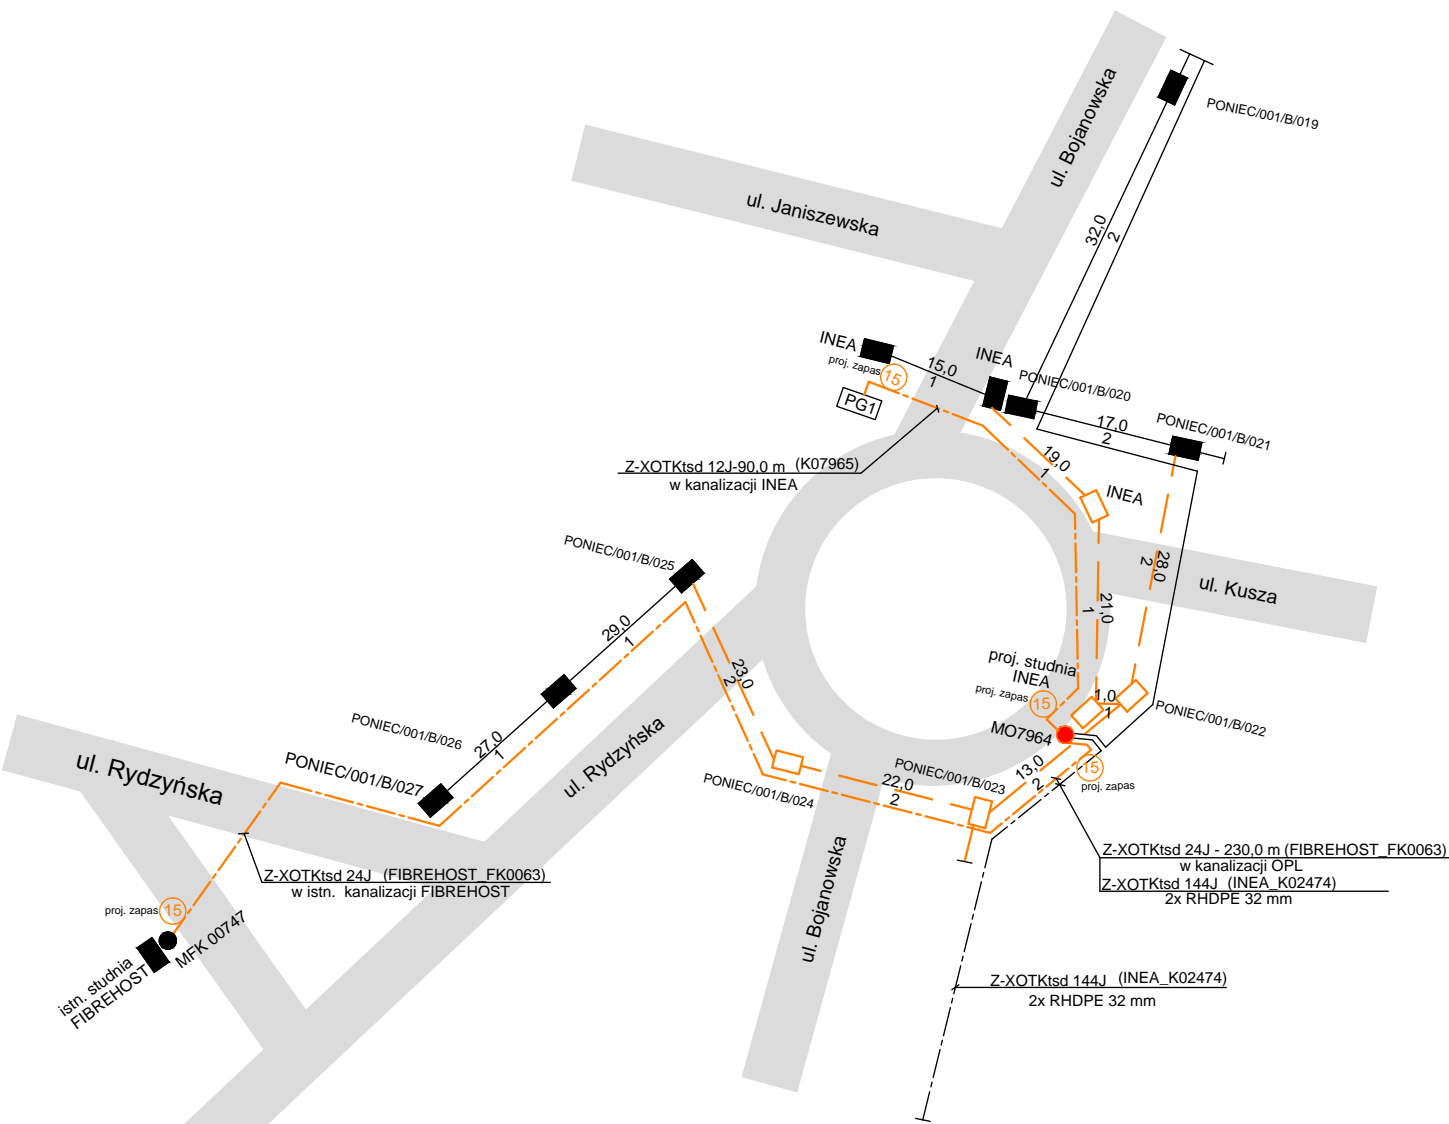 ul. Bojanowska
PONIEC/001/B/019
ul. Janiszewska
32,0
2
INEA
proj. zapas
15
15,0
1
INEA
PONIEC/001/B/020
PG1
17,0
2
PONIEC/001/B/021
Z-XOTKtsd 12J-90,0 m (K07965)
w kanalizacji INEA
19,0
1
INEA
PONIEC/001/B/025
28,0
2
ul. Kusza
21,0
1
29,0
1
23,0
2
proj. studnia
INEA
proj. zapas
15
1,0
1
PONIEC/001/B/022
MO7964
PONIEC/001/B/026
27,0
1
ul. Rydzyńska
ul. Rydzyńska
PONIEC/001/B/027
PONIEC/001/B/024
22,0
2
PONIEC/001/B/023
13,0
2
15
proj. zapas
Z-XOTKtsd 24J - 230,0 m (FIBREHOST_FK0063)
w kanalizacji OPL
Z-XOTKtsd 144J (INEA_K02474)
2x RHDPE 32 mm
Z-XOTKtsd 24J (FIBREHOST_FK0063)
w istn. kanalizacji FIBREHOST
proj. zapas
15
MFK 00747
istn. studnia
FIBREHOST
ul. Bojanowska
Z-XOTKtsd 144J (INEA_K02474)
2x RHDPE 32 mm